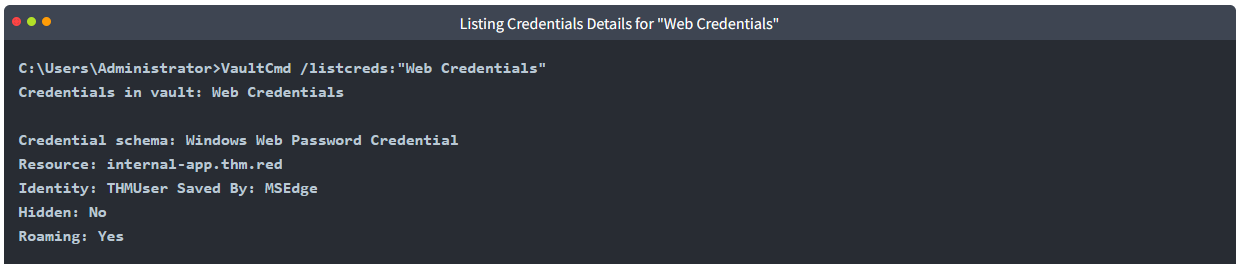 Listing Credentials Details for "Web Credentials"
C:\Users\Administrator>VaultCmd /listcreds:"Web Credentials"
Credentials in vault: Web Credentials
Credential schema: Windows Web Password Credential
Resource: internal-app.thm.red
Identity: THMUser Saved By: MSEdge
Hidden: No
Roaming: Yes